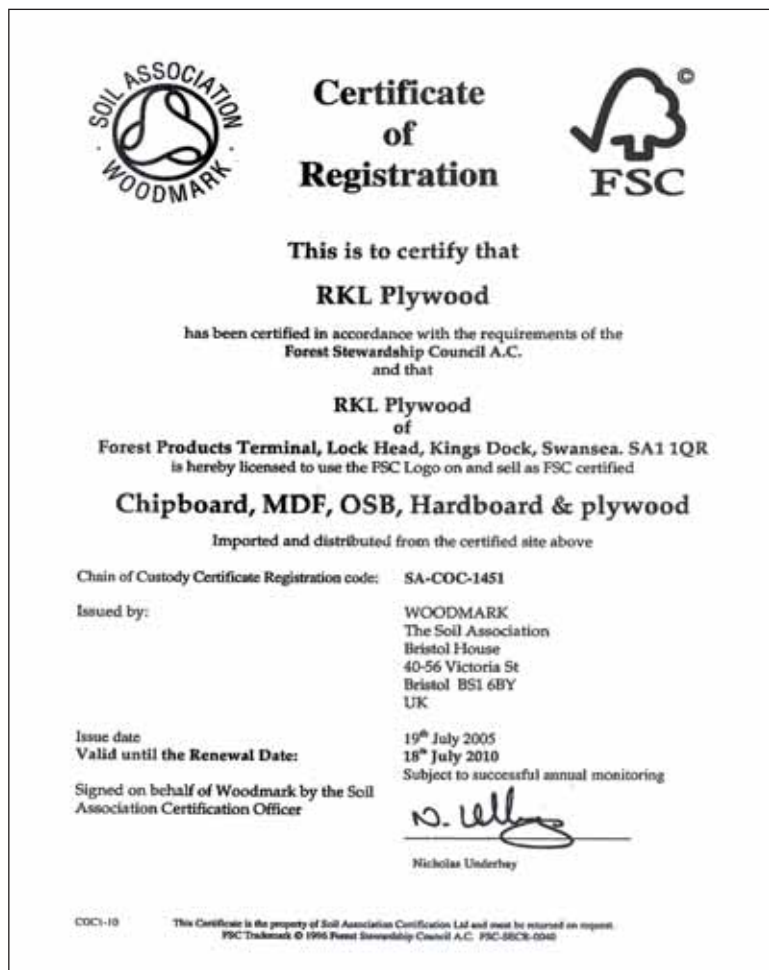 SOIL ASSOCIATION
WOODMARK
Certificate
of
Registration
©
FSC
This is to certify that
RKL Plywood
has been certified in accordance with the requirements of the
Forest Stewardship Council A.C.
and that
RKL Plywood
of
Forest Products Terminal, Lock Head, Kings Dock, Swansea. SA1 1QR
is hereby licensed to use the FSC Logo on and sell as FSC certified
Chipboard, MDF, OSB, Hardboard & plywood
Imported and distributed from the certified site above
Chain of Custody Certificate Registration code: SA-COC-1451
Issued by: WOODMARK
The Soil Association
Bristol House
40-56 Victoria St
Bristol BS1 6BY
UK
Issue date 19th July 2005
Valid until the Renewal Date: 18th July 2010
Subject to successful annual monitoring
Signed on behalf of Woodmark by the Soil
Association Certification Officer
Nicholas Underhay
COC1-10 This Certificate is the property of Soil Association Certification Ltd and must be returned on request.
FSC Trademark © 1996 Forest Stewardship Council A.C. FSC-SECR-0040